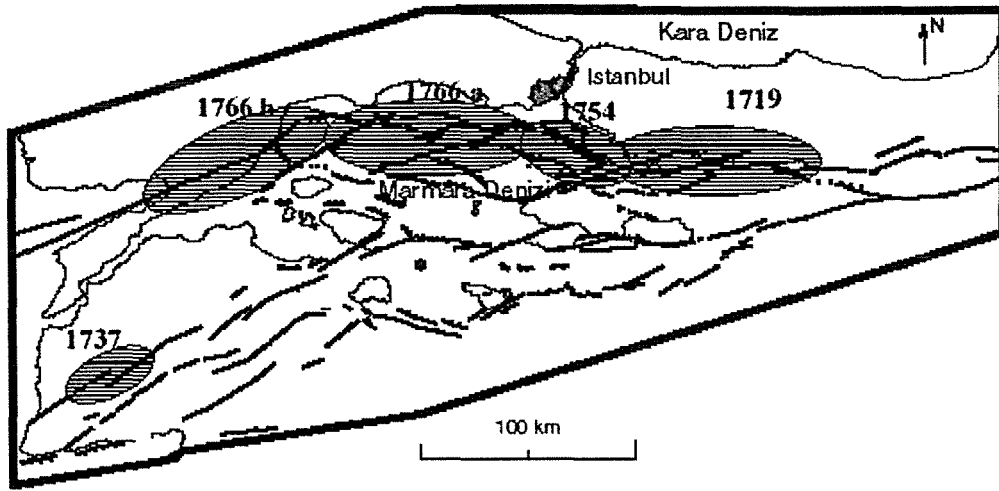 Kara Deniz
N
Istanbul
1766 b
1766 a
1754
1719
Marmara Denizi
1737
100 km